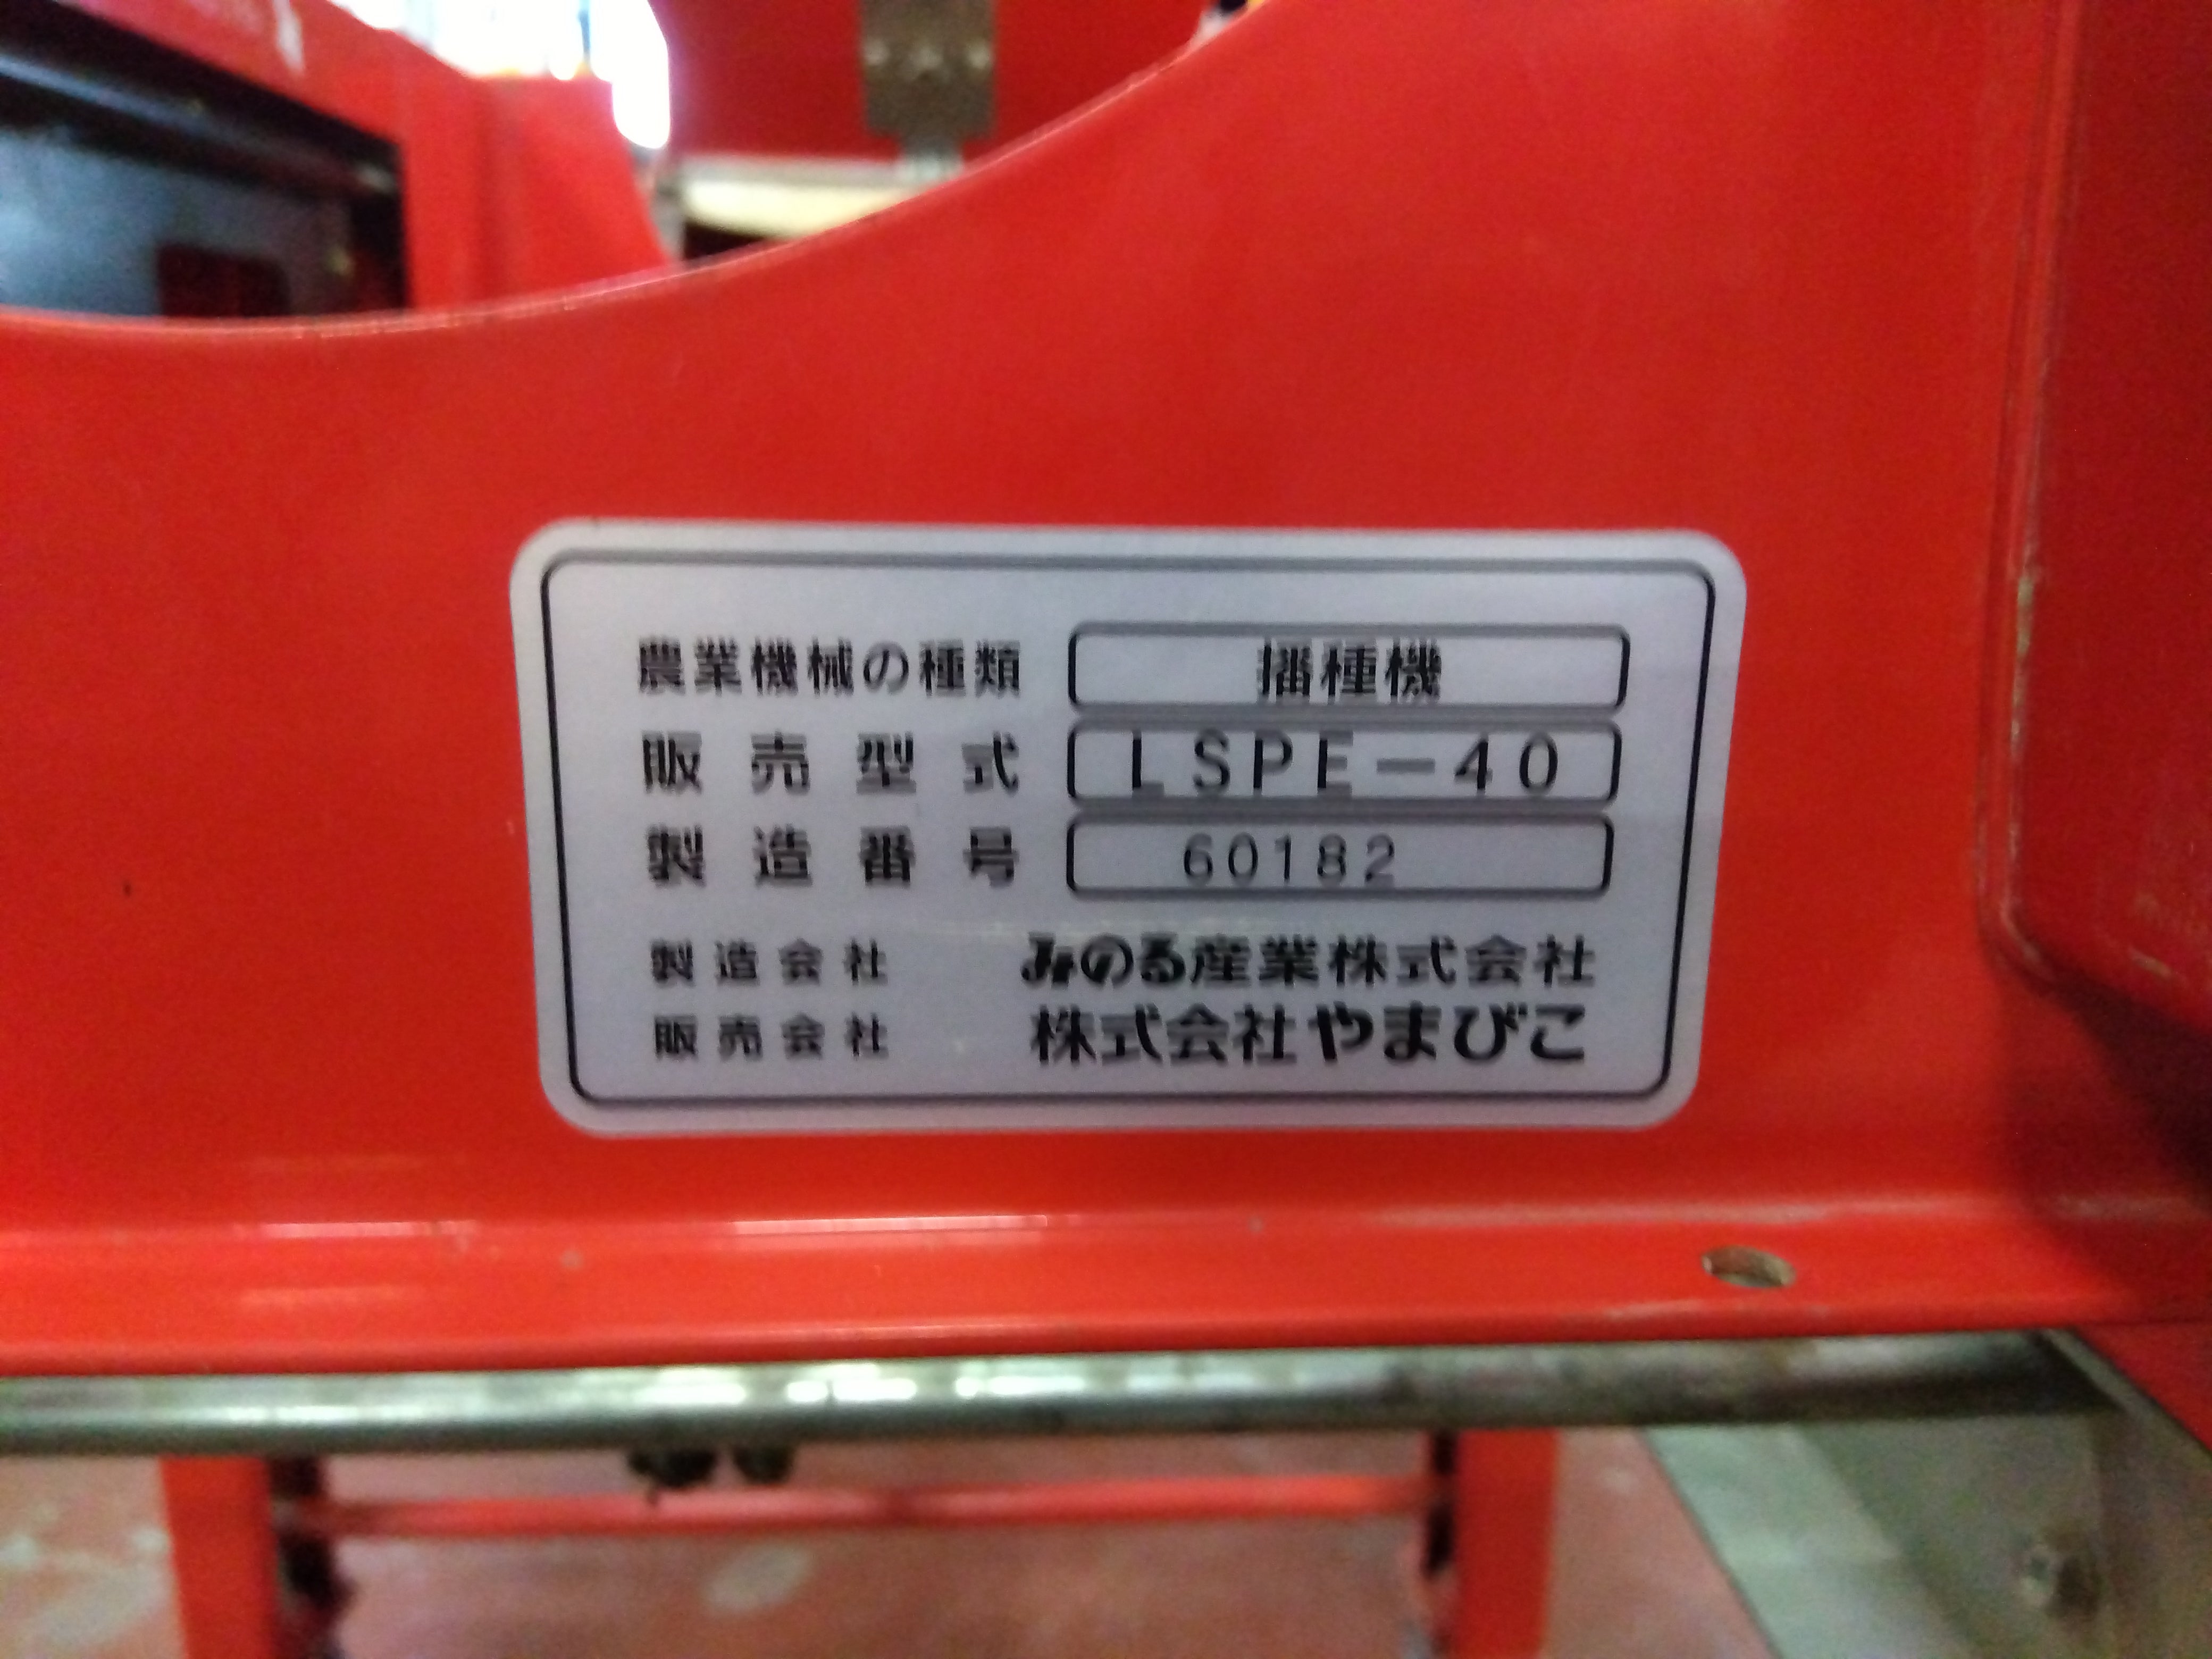 農業機械の種類 播種機
販売型式 LSPE-40
製造番号 60182
製造会社 みのる産業株式会社
販売会社 株式会社やまびこ